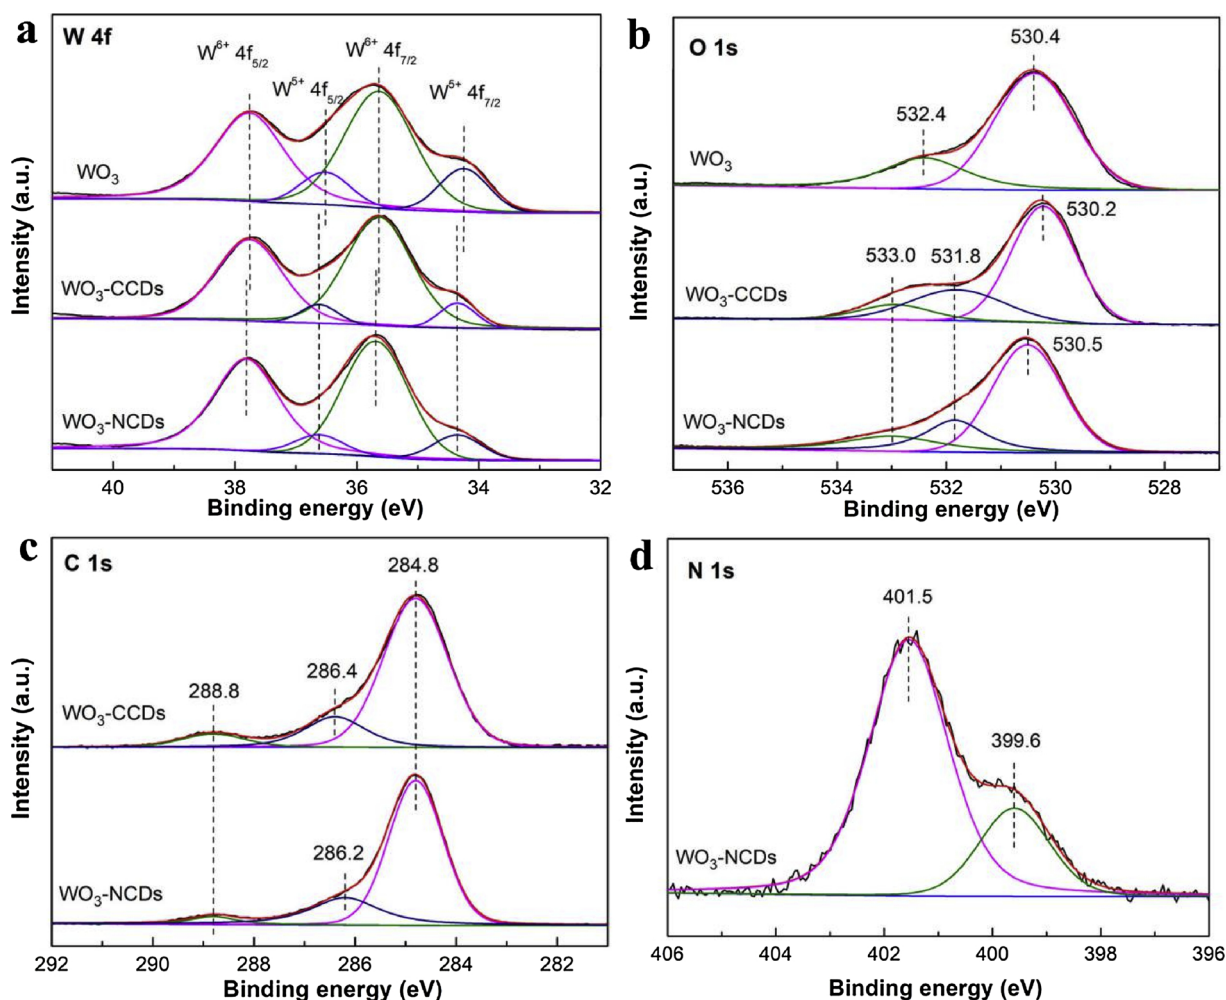 a
W 4f
W6+ 4f5/2
W5+ 4f5/2
W6+ 4f7/2
W5+ 4f7/2
WO3
WO3-CCDs
WO3-NCDs
Intensity (a.u.)
40 38 36 34 32
Binding energy (eV)
b
O 1s
530.4
532.4
WO3
530.2
533.0 531.8
WO3-CCDs
530.5
WO3-NCDs
Intensity (a.u.)
536 534 532 530 528
Binding energy (eV)
c
C 1s
284.8
286.4
288.8
WO3-CCDs
286.2
WO3-NCDs
Intensity (a.u.)
292 290 288 286 284 282
Binding energy (eV)
d
N 1s
401.5
399.6
WO3-NCDs
Intensity (a.u.)
406 404 402 400 398 396
Binding energy (eV)